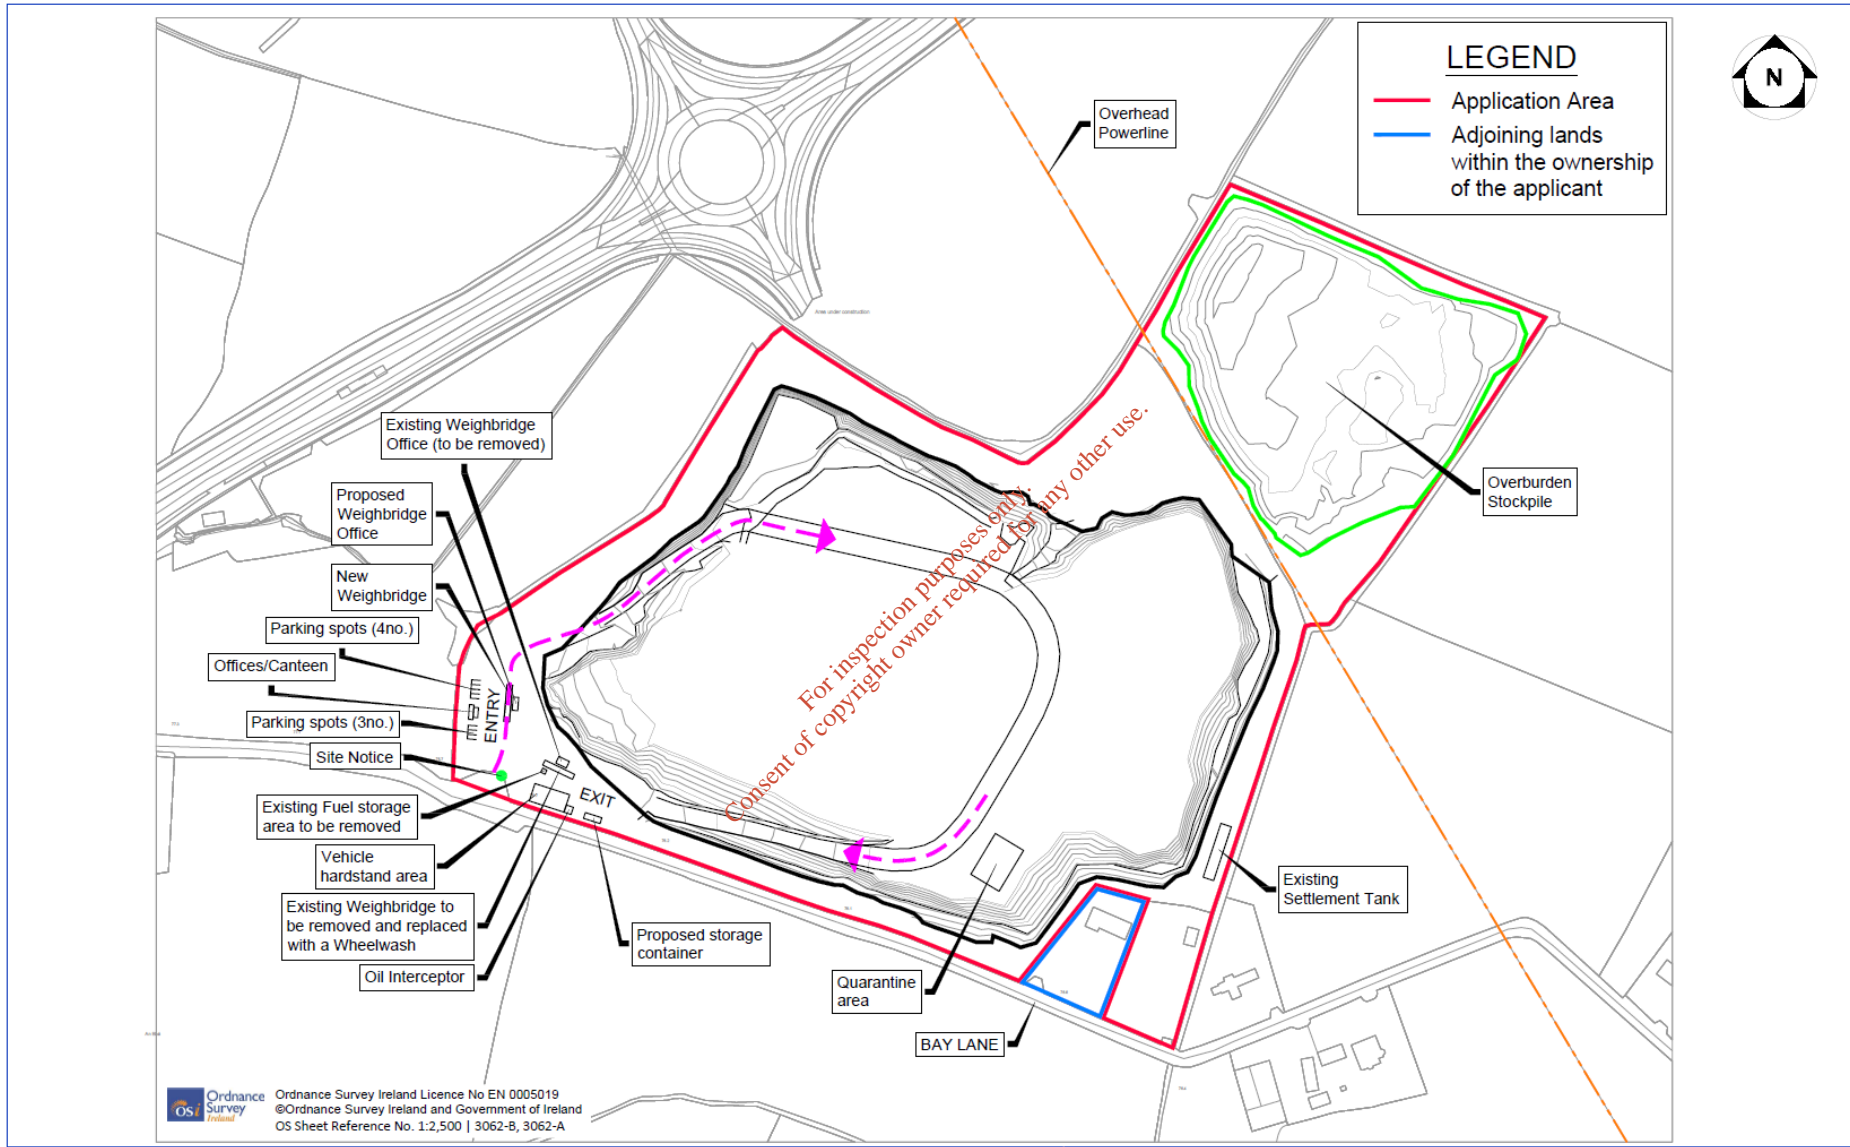 LEGEND
Application Area
Adjoining lands
within the ownership
of the applicant
N
Overhead
Powerline
Area under construction
Existing Weighbridge
Office (to be removed)
Proposed
Weighbridge
Office
New
Weighbridge
Parking spots (4no.)
Offices/Canteen
Parking spots (3no.)
Site Notice
Existing Fuel storage
area to be removed
Vehicle
hardstand area
Existing Weighbridge to
be removed and replaced
with a Wheelwash
Oil Interceptor
ENTRY
EXIT
Proposed storage
container
Quarantine
area
BAY LANE
Existing
Settlement Tank
Overburden
Stockpile
For inspection purposes only.
Consent of copyright owner required for any other use.
OSi
Ordnance
Survey
Ireland
Ordnance Survey Ireland Licence No EN 0005019
©Ordnance Survey Ireland and Government of Ireland
OS Sheet Reference No. 1:2,500 | 3062-B, 3062-A